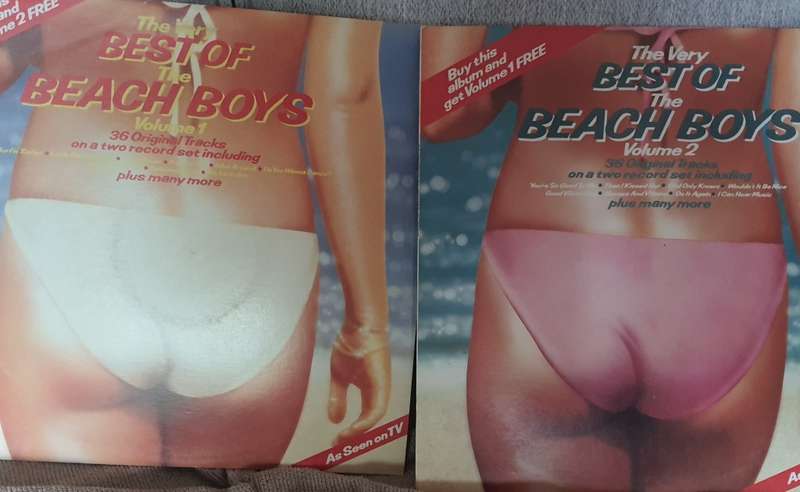 2 FREE
The Very
BEST OF
The
BEACH BOYS
Volume 1
36 Original Tracks
on a two record set including
plus many more
As Seen on TV
Buy this
album and
get Volume 1 FREE
The Very
BEST OF
The
BEACH BOYS
Volume 2
36 Original Tracks
on a two record set including
You're So Good To Me • Then I Kissed Her • God Only Knows • Wouldn't It Be Nice
Good Vibrations • Heroes And Villains • Do It Again • I Can Hear Music
plus many more
As